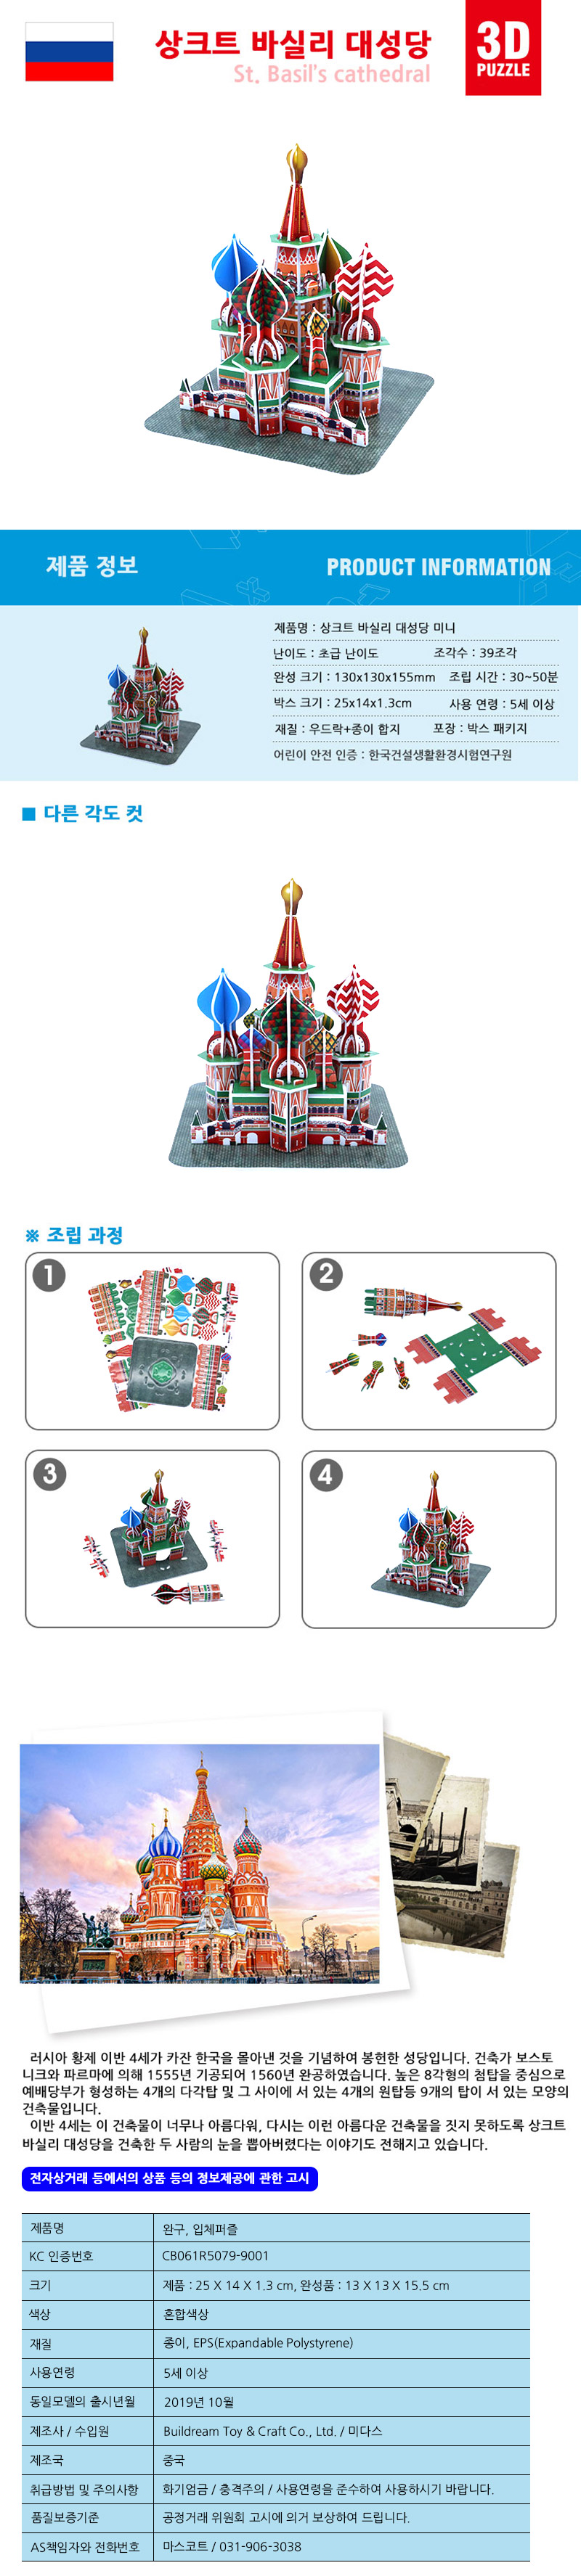 상크트 바실리 대성당
St. Basil's cathedral
3D
PUZZLE
제품 정보
PRODUCT INFORMATION
제품명 : 상크트 바실리 대성당 미니
난이도 : 초급 난이도 조각수 : 39조각
완성 크기 : 130x130x155mm 조립 시간 : 30~50분
박스 크기 : 25x14x1.3cm 사용 연령 : 5세 이상
재질 : 우드락+종이 합지 포장 : 박스 패키지
어린이 안전 인증 : 한국건설생활환경시험연구원
■ 다른 각도 컷
※ 조립 과정
1
2
3
4
러시아 황제 이반 4세가 카잔 한국을 몰아낸 것을 기념하여 봉헌한 성당입니다. 건축가 보스토
니크와 파르마에 의해 1555년 기공되어 1560년 완공하였습니다. 높은 8각형의 첨탑을 중심으로
예배당부가 형성하는 4개의 다각탑 및 그 사이에 서 있는 4개의 원탑등 9개의 탑이 서 있는 모양의
건축물입니다.
이반 4세는 이 건축물이 너무나 아름다워, 다시는 이런 아름다운 건축물을 짓지 못하도록 상크트
바실리 대성당을 건축한 두 사람의 눈을 뽑아버렸다는 이야기도 전해지고 있습니다.
전자상거래 등에서의 상품 등의 정보제공에 관한 고시
제품명 완구, 입체퍼즐
KC 인증번호 CB061R5079-9001
크기 제품 : 25 X 14 X 1.3 cm, 완성품 : 13 X 13 X 15.5 cm
색상 혼합색상
재질 종이, EPS(Expandable Polystyrene)
사용연령 5세 이상
동일모델의 출시년월 2019년 10월
제조사 / 수입원 Buildream Toy & Craft Co., Ltd. / 미다스
제조국 중국
취급방법 및 주의사항 화기엄금 / 충격주의 / 사용연령을 준수하여 사용하시기 바랍니다.
품질보증기준 공정거래 위원회 고시에 의거 보상하여 드립니다.
AS책임자와 전화번호 마스코트 / 031-906-3038